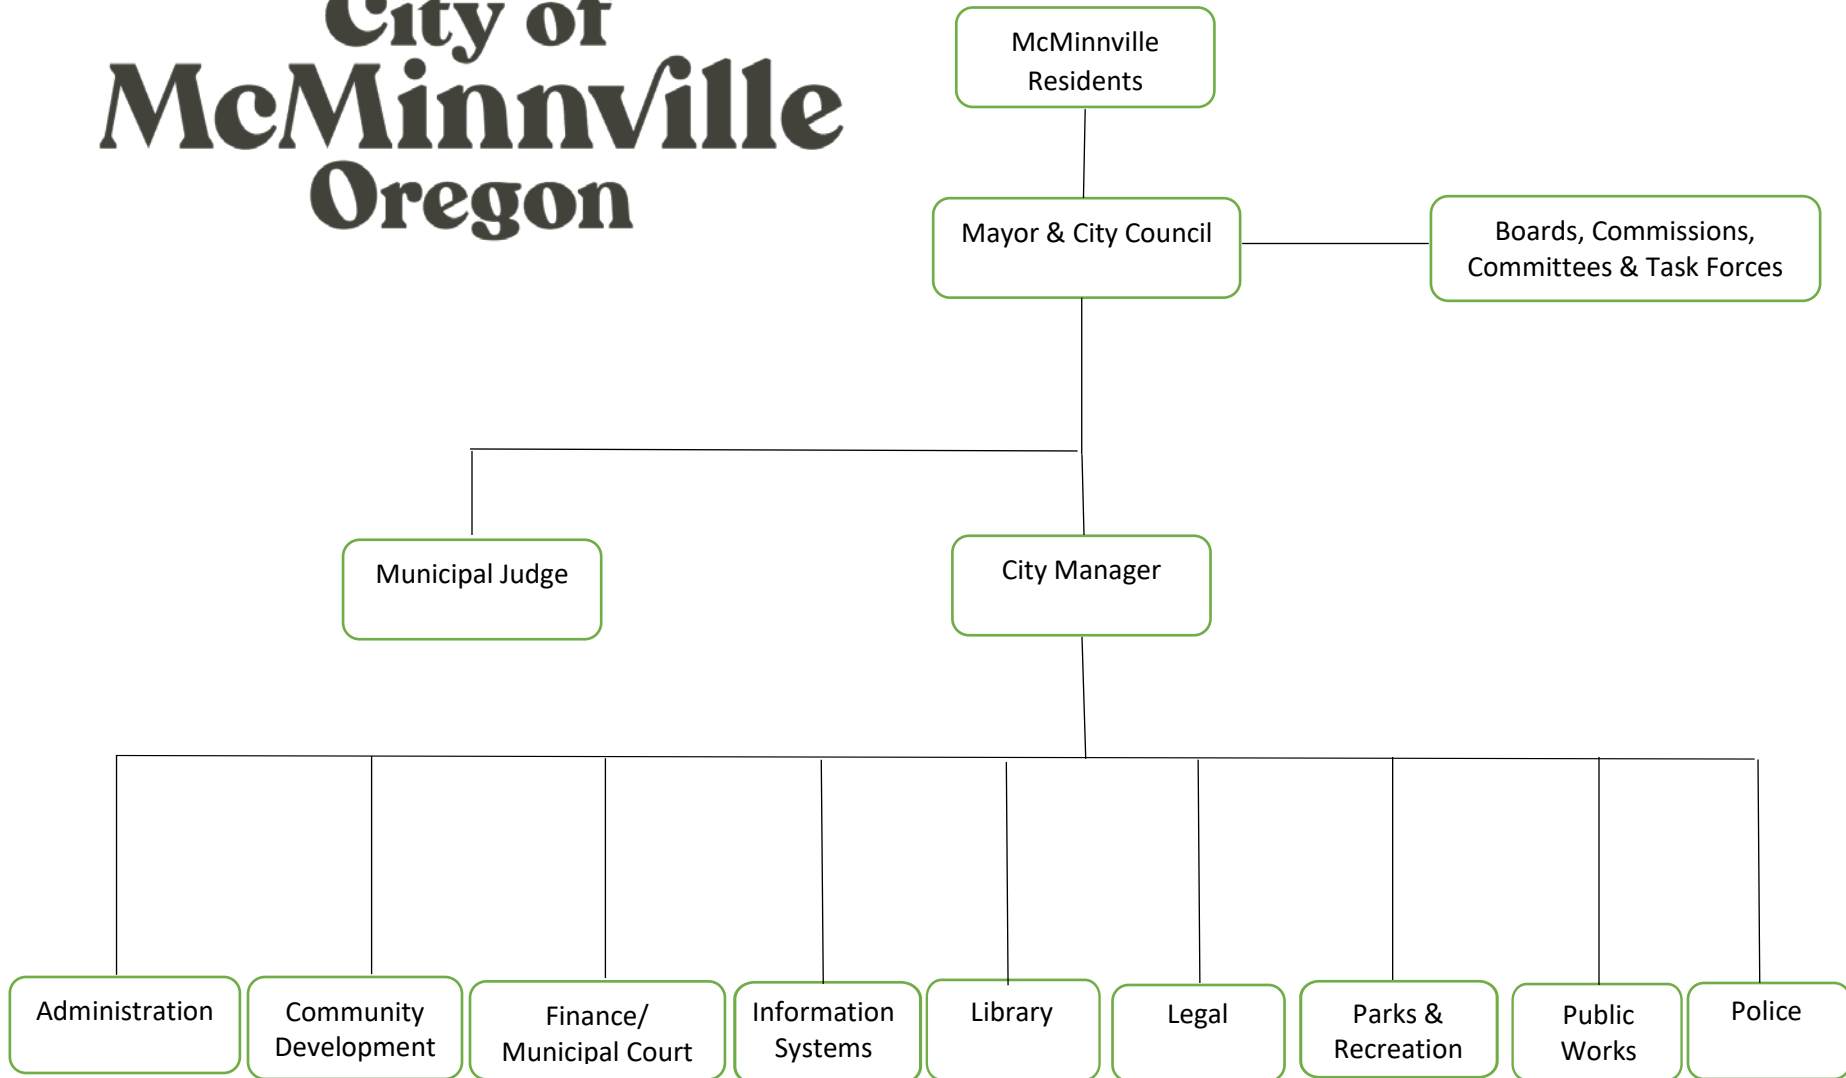 City of
McMinnville
Oregon
McMinnville
Residents
Mayor & City Council
Boards, Commissions,
Committees & Task Forces
Municipal Judge
City Manager
Administration
Community
Development
Finance/
Municipal Court
Information
Systems
Library
Legal
Parks &
Recreation
Public
Works
Police